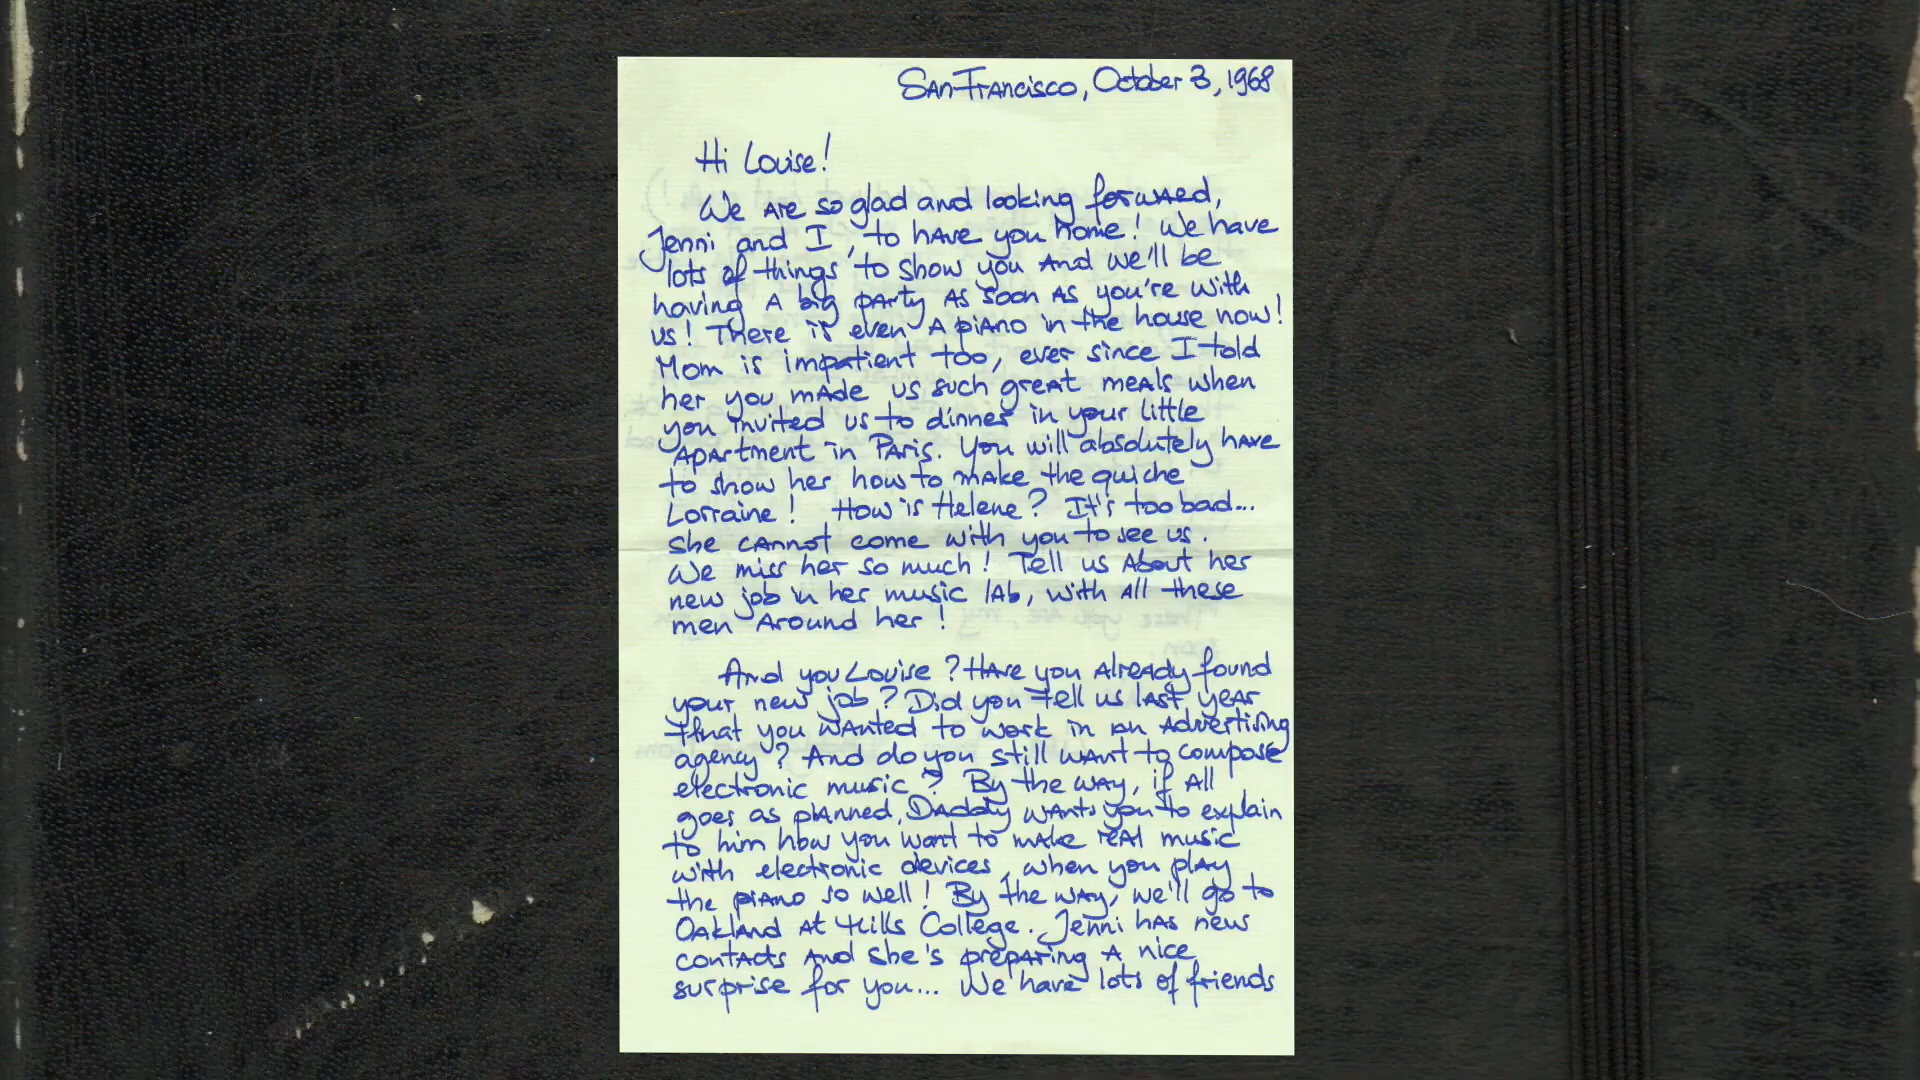 San Francisco, October 3, 1968
Hi Louise!
We are so glad and looking forward,
Jenni and I, to have you home! We have
lots of things to show you and we'll be
having a big party as soon as you're with
us! There is even a piano in the house now!
Mom is impatient too, ever since I told
her you made us such great meals when
you invited us to dinner in your little
apartment in Paris. You will absolutely have
to show her how to make the quiche
Lorraine! How is Helene? It's too bad...
she cannot come with you to see us.
We miss her so much! Tell us about her
new job in her music lab, with all these
men around her!
And you Louise? Have you already found
your new job? Did you tell us last year
that you wanted to work in an advertising
agency? And do you still want to compose
electronic music? By the way, if all
goes as planned, Daddy wants you to explain
to him how you want to make real music
with electronic devices, when you play
the piano so well! By the way, we'll go to
Oakland at Mills College. Jenni has new
contacts and she's preparing a nice
surprise for you... We have lots of friends